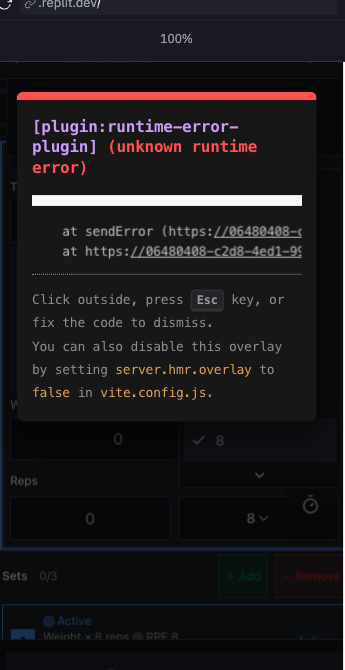 .replit.dev/
100%
[plugin:runtime-error-
plugin] (unknown runtime
error)
at sendError (https://06480408-c
at https://06480408-c2d8-4ed1-99
Click outside, press Esc key, or
fix the code to dismiss.
You can also disable this overlay
by setting server.hmr.overlay to
false in vite.config.js.
T
W
0
8
Reps
0
8
Sets 0/3
+ Add
− Remove
Active
Weight x 8 reps @ RPE 8
Active